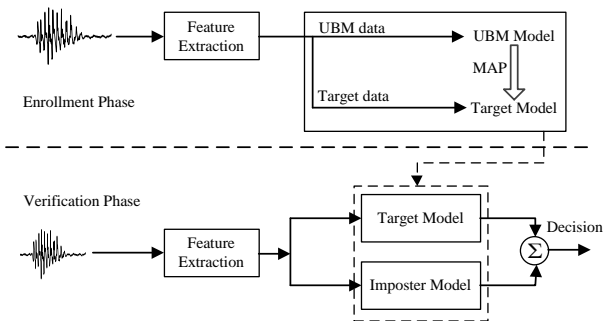 Feature
Extraction
UBM data
UBM Model
MAP
Target data
Target Model
Enrollment Phase
Verification Phase
Feature
Extraction
Target Model
Imposter Model
Σ
Decision